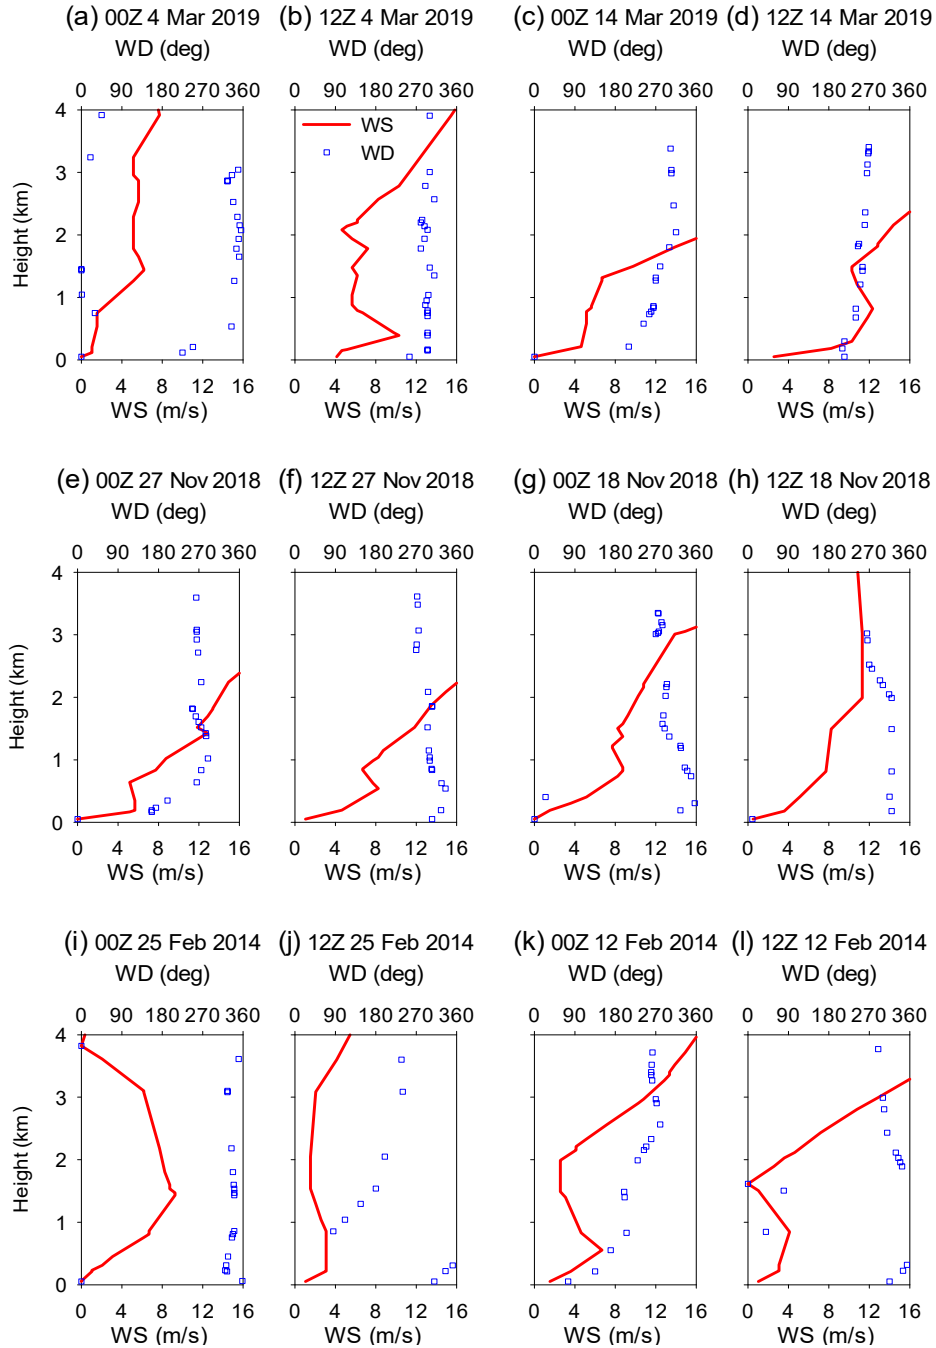 (a) 00Z 4 Mar 2019 (b) 12Z 4 Mar 2019 (c) 00Z 14 Mar 2019 (d) 12Z 14 Mar 2019
WD (deg) WD (deg) WD (deg) WD (deg)
0 90 180 270 360 0 90 180 270 360 0 90 180 270 360 0 90 180 270 360
4
WS
WD
3
Height (km)
2
1
0
0 4 8 12 16 0 4 8 12 16 0 4 8 12 16 0 4 8 12 16
WS (m/s) WS (m/s) WS (m/s) WS (m/s)
(e) 00Z 27 Nov 2018 (f) 12Z 27 Nov 2018 (g) 00Z 18 Nov 2018 (h) 12Z 18 Nov 2018
WD (deg) WD (deg) WD (deg) WD (deg)
0 90 180 270 360 0 90 180 270 360 0 90 180 270 360 0 90 180 270 360
4
3
Height (km)
2
1
0
0 4 8 12 16 0 4 8 12 16 0 4 8 12 16 0 4 8 12 16
WS (m/s) WS (m/s) WS (m/s) WS (m/s)
(i) 00Z 25 Feb 2014 (j) 12Z 25 Feb 2014 (k) 00Z 12 Feb 2014 (l) 12Z 12 Feb 2014
WD (deg) WD (deg) WD (deg) WD (deg)
0 90 180 270 360 0 90 180 270 360 0 90 180 270 360 0 90 180 270 360
4
3
Height (km)
2
1
0
0 4 8 12 16 0 4 8 12 16 0 4 8 12 16 0 4 8 12 16
WS (m/s) WS (m/s) WS (m/s) WS (m/s)